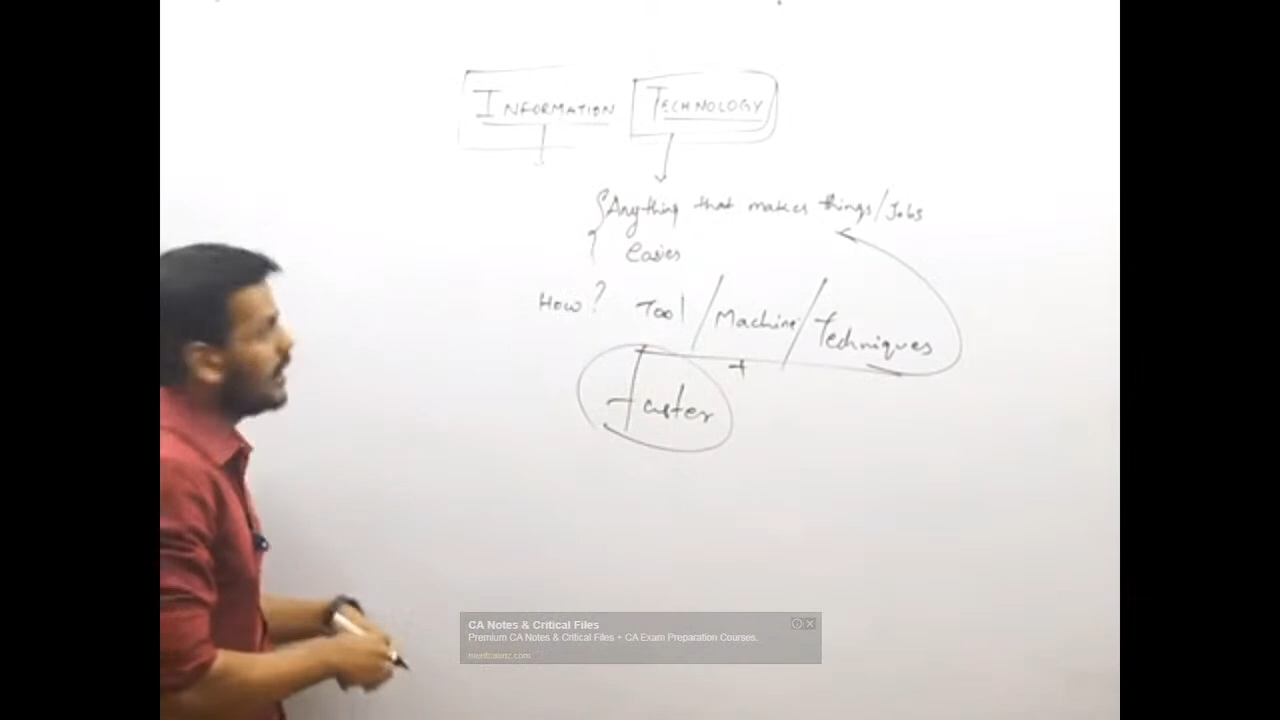 INFORMATION TECHNOLOGY
Anything that makes things/Jobs
Easier
How? Tool / Machine / Techniques
+
Faster
CA Notes & Critical Files
Premium CA Notes & Critical Files + CA Exam Preparation Courses.